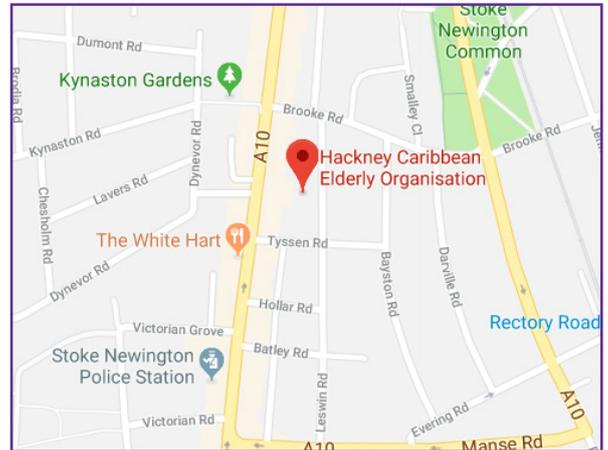 Stoke
Newington
Common
Dumont Rd
Kynaston Gardens
Brodia Rd
Smalley Cl
Brooke Rd
Brooke Rd
Kynaston Rd
Dynevor Rd
A10
Hackney Caribbean
Elderly Organisation
Lavers Rd
Chesholm Rd
The White Hart
Tyssen Rd
Dynevor Rd
Bayston Rd
Darville Rd
Hollar Rd
Rectory Road
Victorian Grove
Batley Rd
Stoke Newington
Police Station
Leswin Rd
Evering Rd
A10
Victorian Rd
A10
Manse Rd